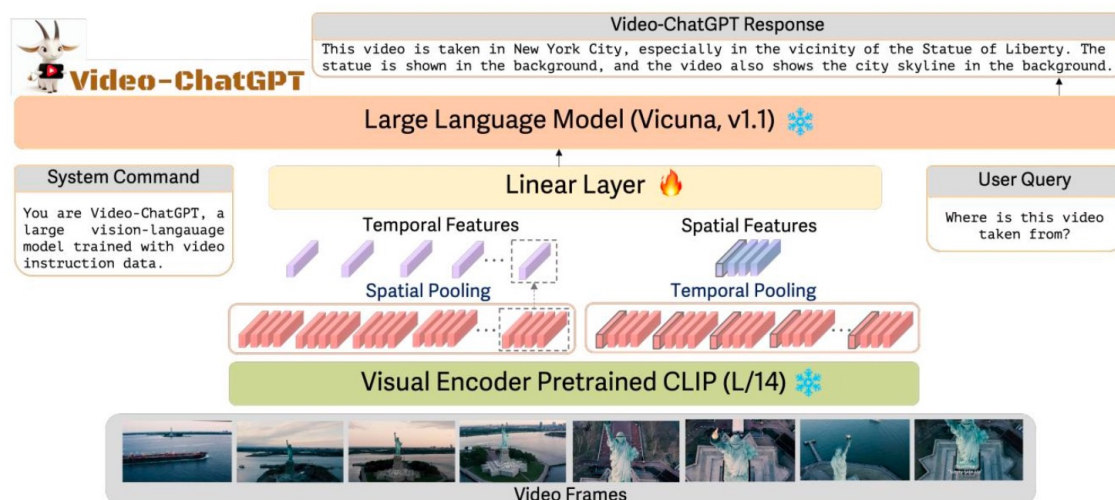 Video-ChatGPT Response
This video is taken in New York City, especially in the vicinity of the Statue of Liberty. The
statue is shown in the background, and the video also shows the city skyline in the background.
Video-ChatGPT
Large Language Model (Vicuna, v1.1)
System Command
You are Video-ChatGPT, a
large vision-langauage
model trained with video
instruction data.
Linear Layer
User Query
Where is this video
taken from?
Temporal Features
Spatial Features
Spatial Pooling
Temporal Pooling
Visual Encoder Pretrained CLIP (L/14)
Video Frames